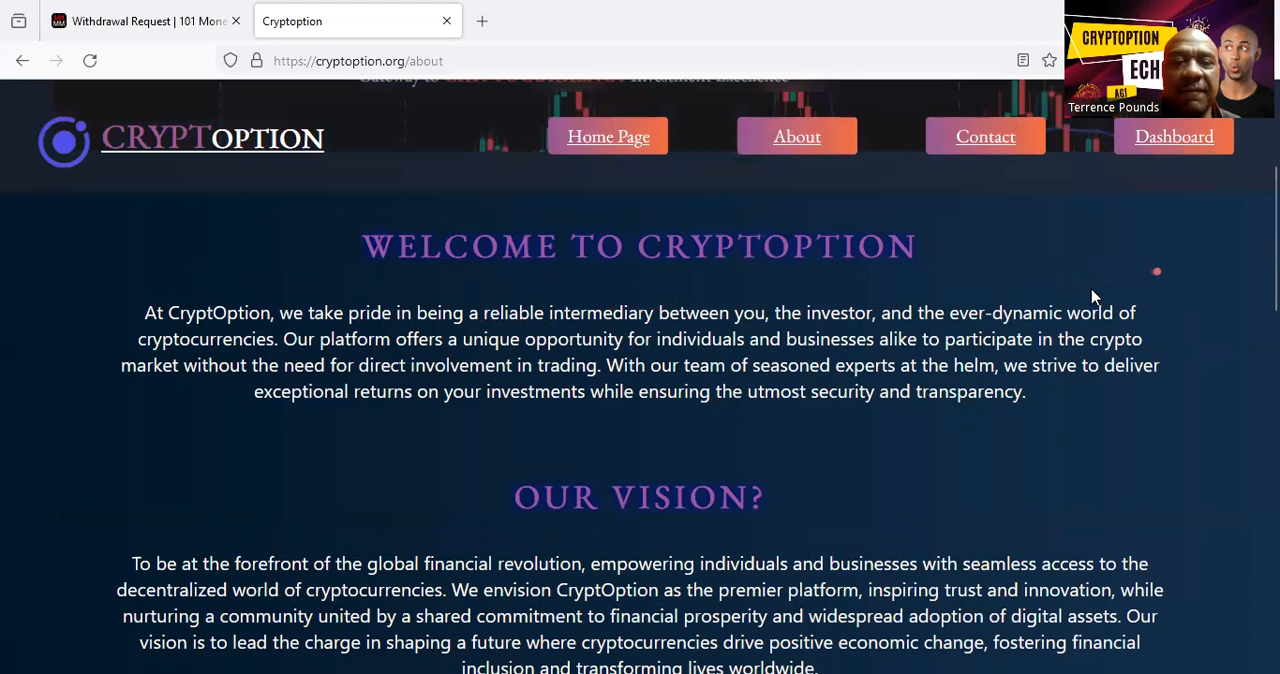 Withdrawal Request | 101 Mone
Cryptoption
https://cryptoption.org/about
CRYPTOPTION
ECH
AGI
Terrence Pounds
Gateway to CRYPTOCURRENCY Investment Excellence
CRYPTOPTION
Home Page
About
Contact
Dashboard
WELCOME TO CRYPTOPTION
At CryptOption, we take pride in being a reliable intermediary between you, the investor, and the ever-dynamic world of
cryptocurrencies. Our platform offers a unique opportunity for individuals and businesses alike to participate in the crypto
market without the need for direct involvement in trading. With our team of seasoned experts at the helm, we strive to deliver
exceptional returns on your investments while ensuring the utmost security and transparency.
OUR VISION?
To be at the forefront of the global financial revolution, empowering individuals and businesses with seamless access to the
decentralized world of cryptocurrencies. We envision CryptOption as the premier platform, inspiring trust and innovation, while
nurturing a community united by a shared commitment to financial prosperity and widespread adoption of digital assets. Our
vision is to lead the charge in shaping a future where cryptocurrencies drive positive economic change, fostering financial
inclusion and transforming lives worldwide.